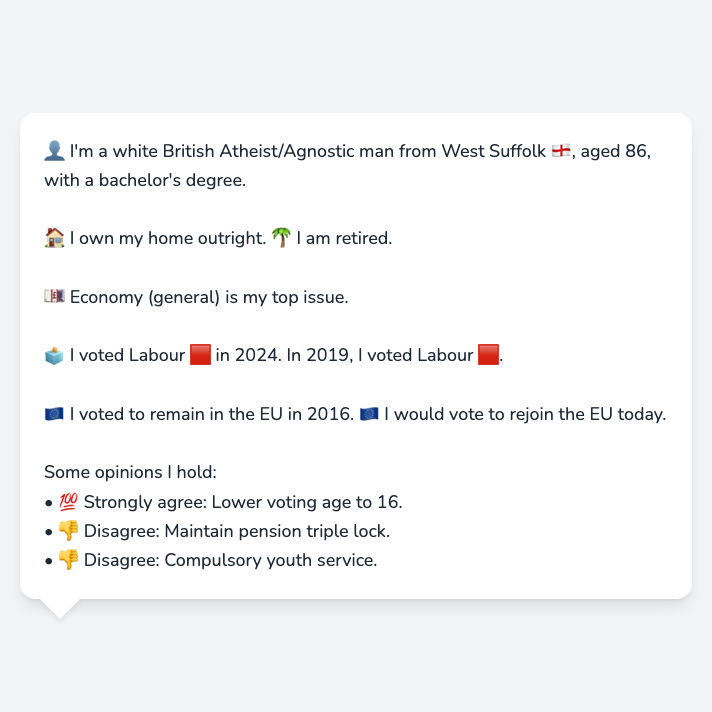 👤 I'm a white British Atheist/Agnostic man from West Suffolk 🏴󠁧󠁢󠁥󠁮󠁧󠁿, aged 86,
with a bachelor's degree.
🏠 I own my home outright. 🌴 I am retired.
💷 Economy (general) is my top issue.
🗳️ I voted Labour 🟥 in 2024. In 2019, I voted Labour 🟥.
🇪🇺 I voted to remain in the EU in 2016. 🇪🇺 I would vote to rejoin the EU today.
Some opinions I hold:
• 💯 Strongly agree: Lower voting age to 16.
• 👎 Disagree: Maintain pension triple lock.
• 👎 Disagree: Compulsory youth service.